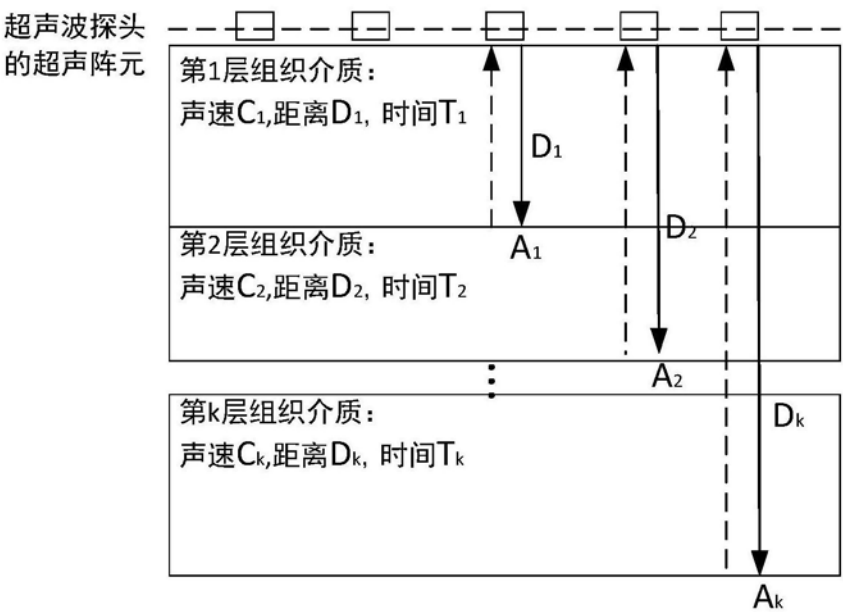 超声波探头
的超声阵元
第1层组织介质:
声速C₁,距离D₁, 时间T₁
D₁
A₁
第2层组织介质:
声速C₂,距离D₂, 时间T₂
D₂
A₂
第k层组织介质:
声速Cₖ,距离Dₖ, 时间Tₖ
Dₖ
Aₖ